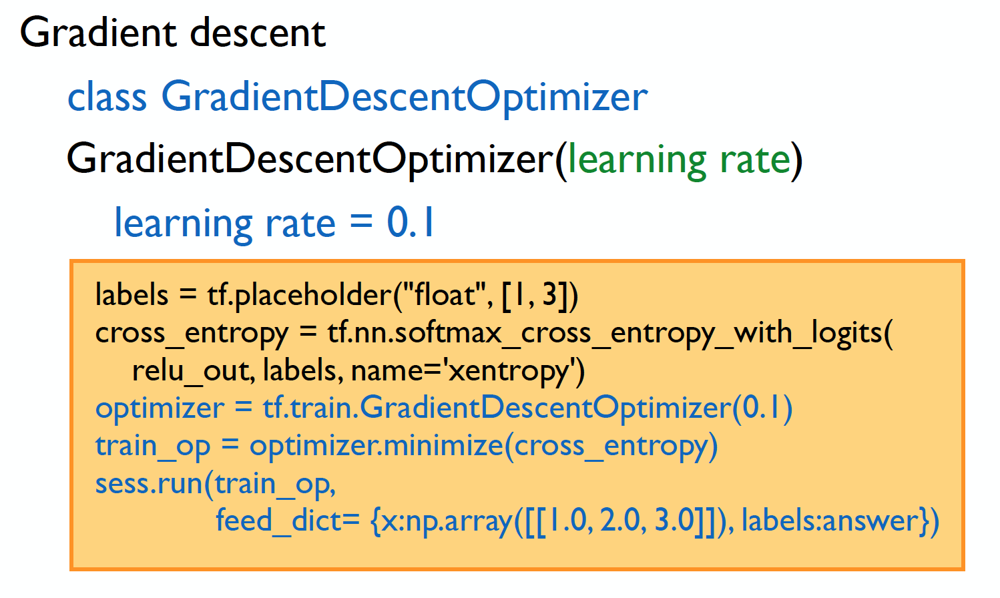 Gradient descent
class GradientDescentOptimizer
GradientDescentOptimizer(learning rate)
learning rate = 0.1
labels = tf.placeholder("float", [1, 3])
cross_entropy = tf.nn.softmax_cross_entropy_with_logits(
relu_out, labels, name='xentropy')
optimizer = tf.train.GradientDescentOptimizer(0.1)
train_op = optimizer.minimize(cross_entropy)
sess.run(train_op,
feed_dict= {x:np.array([[1.0, 2.0, 3.0]]), labels:answer})